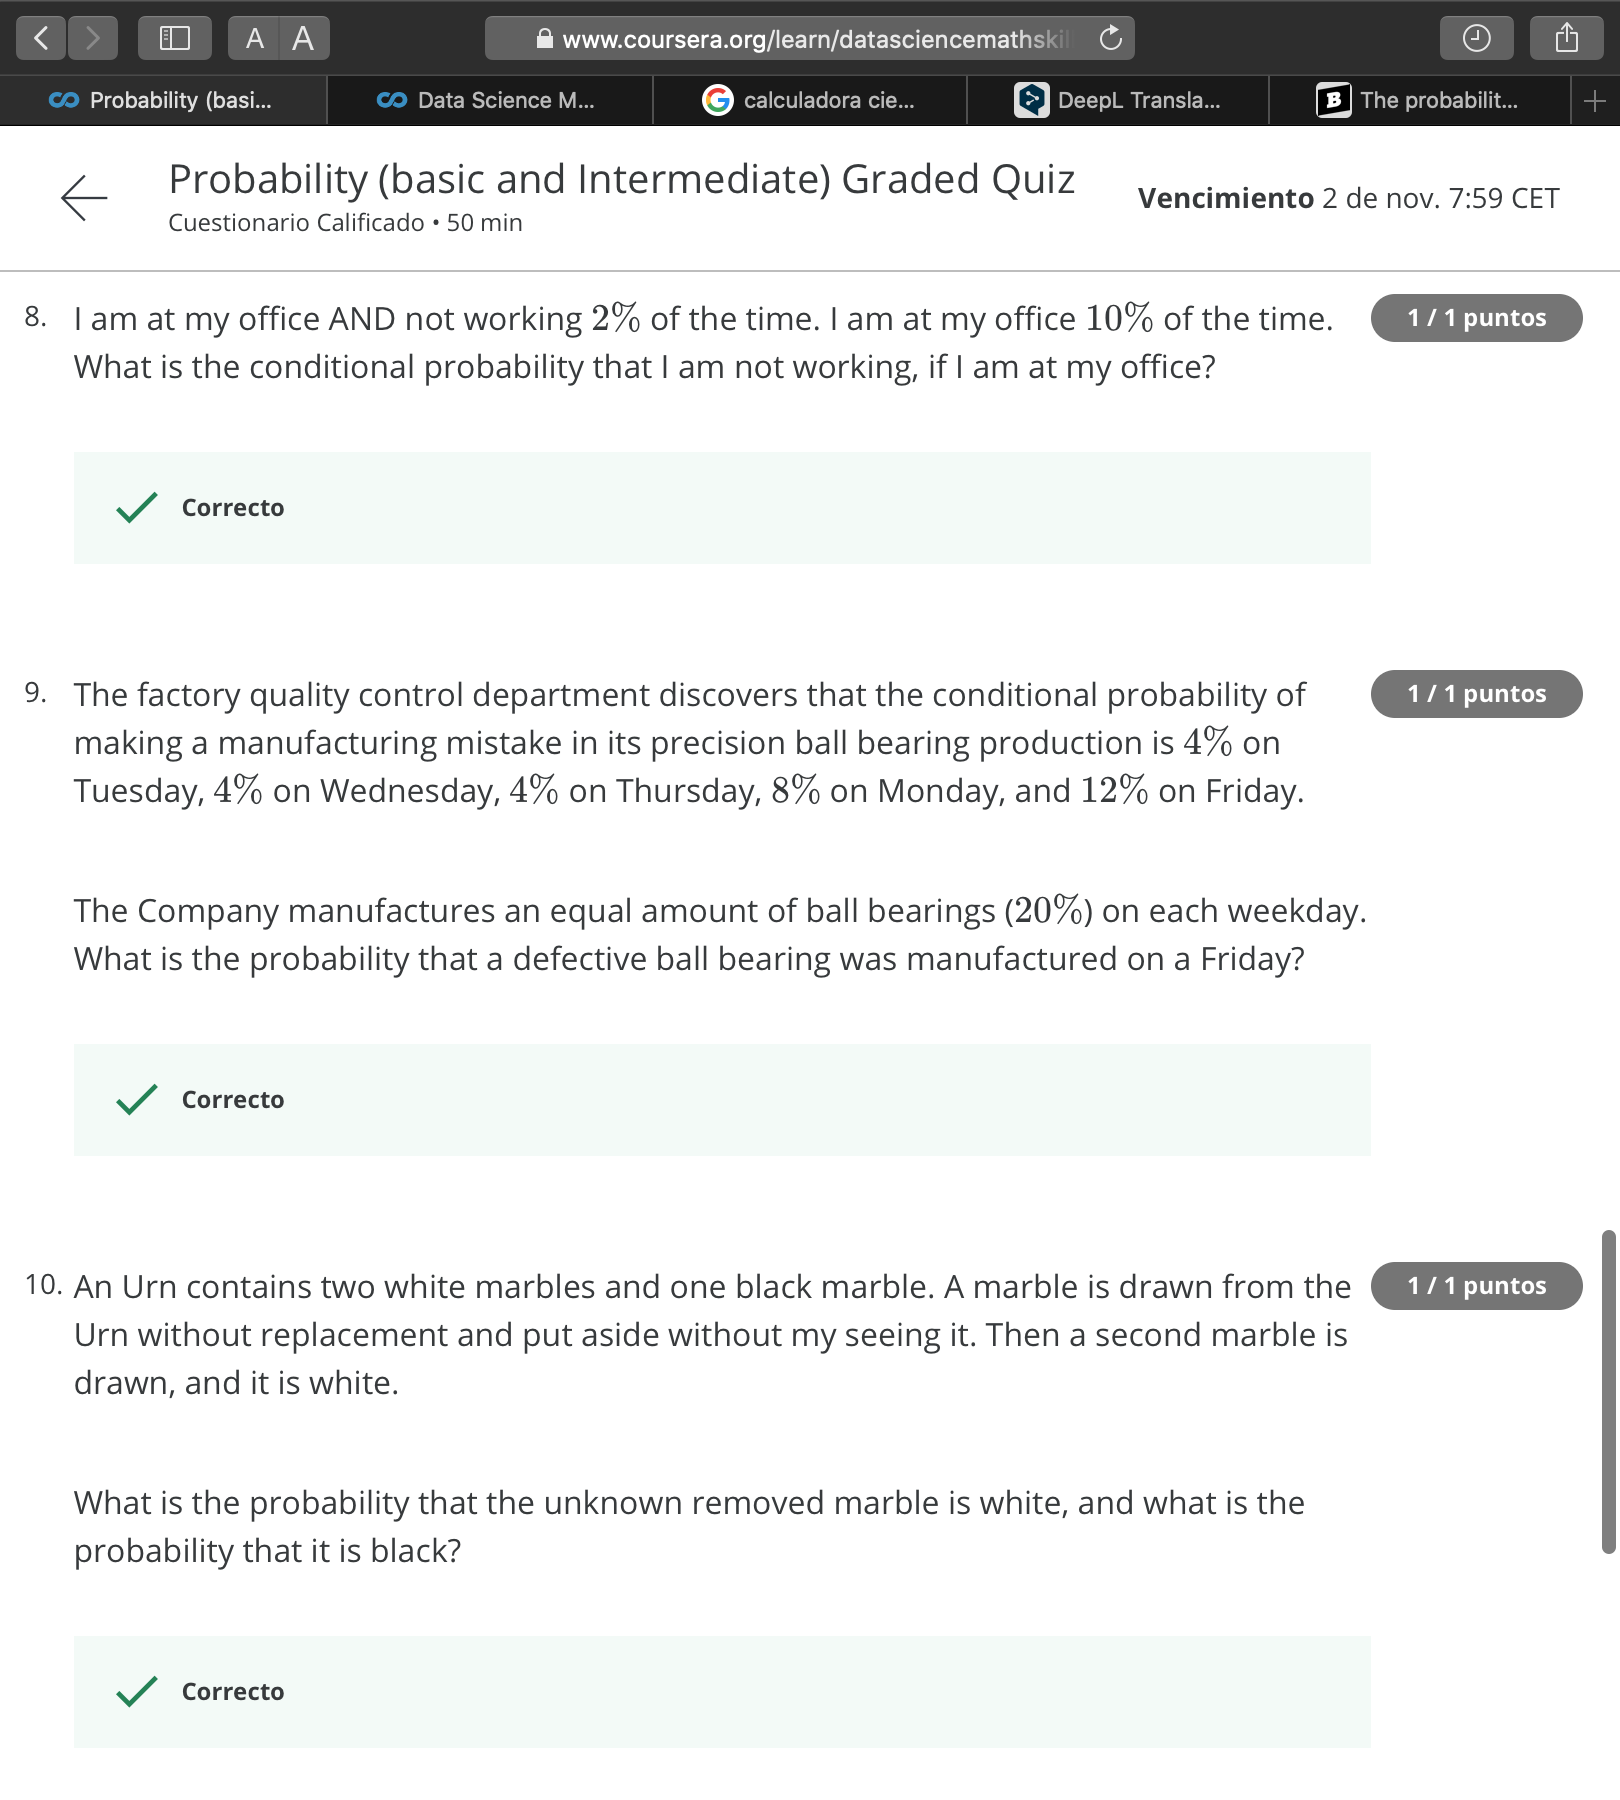 A A
www.coursera.org/learn/datasciencemathskil
Probability (basi...
Data Science M...
calculadora cie...
DeepL Transla...
The probabilit...
Probability (basic and Intermediate) Graded Quiz
Cuestionario Calificado • 50 min
Vencimiento 2 de nov. 7:59 CET
8. I am at my office AND not working 2% of the time. I am at my office 10% of the time.
What is the conditional probability that I am not working, if I am at my office?
1 / 1 puntos
Correcto
9. The factory quality control department discovers that the conditional probability of
making a manufacturing mistake in its precision ball bearing production is 4% on
Tuesday, 4% on Wednesday, 4% on Thursday, 8% on Monday, and 12% on Friday.
1 / 1 puntos
The Company manufactures an equal amount of ball bearings (20%) on each weekday.
What is the probability that a defective ball bearing was manufactured on a Friday?
Correcto
10. An Urn contains two white marbles and one black marble. A marble is drawn from the
Urn without replacement and put aside without my seeing it. Then a second marble is
drawn, and it is white.
1 / 1 puntos
What is the probability that the unknown removed marble is white, and what is the
probability that it is black?
Correcto